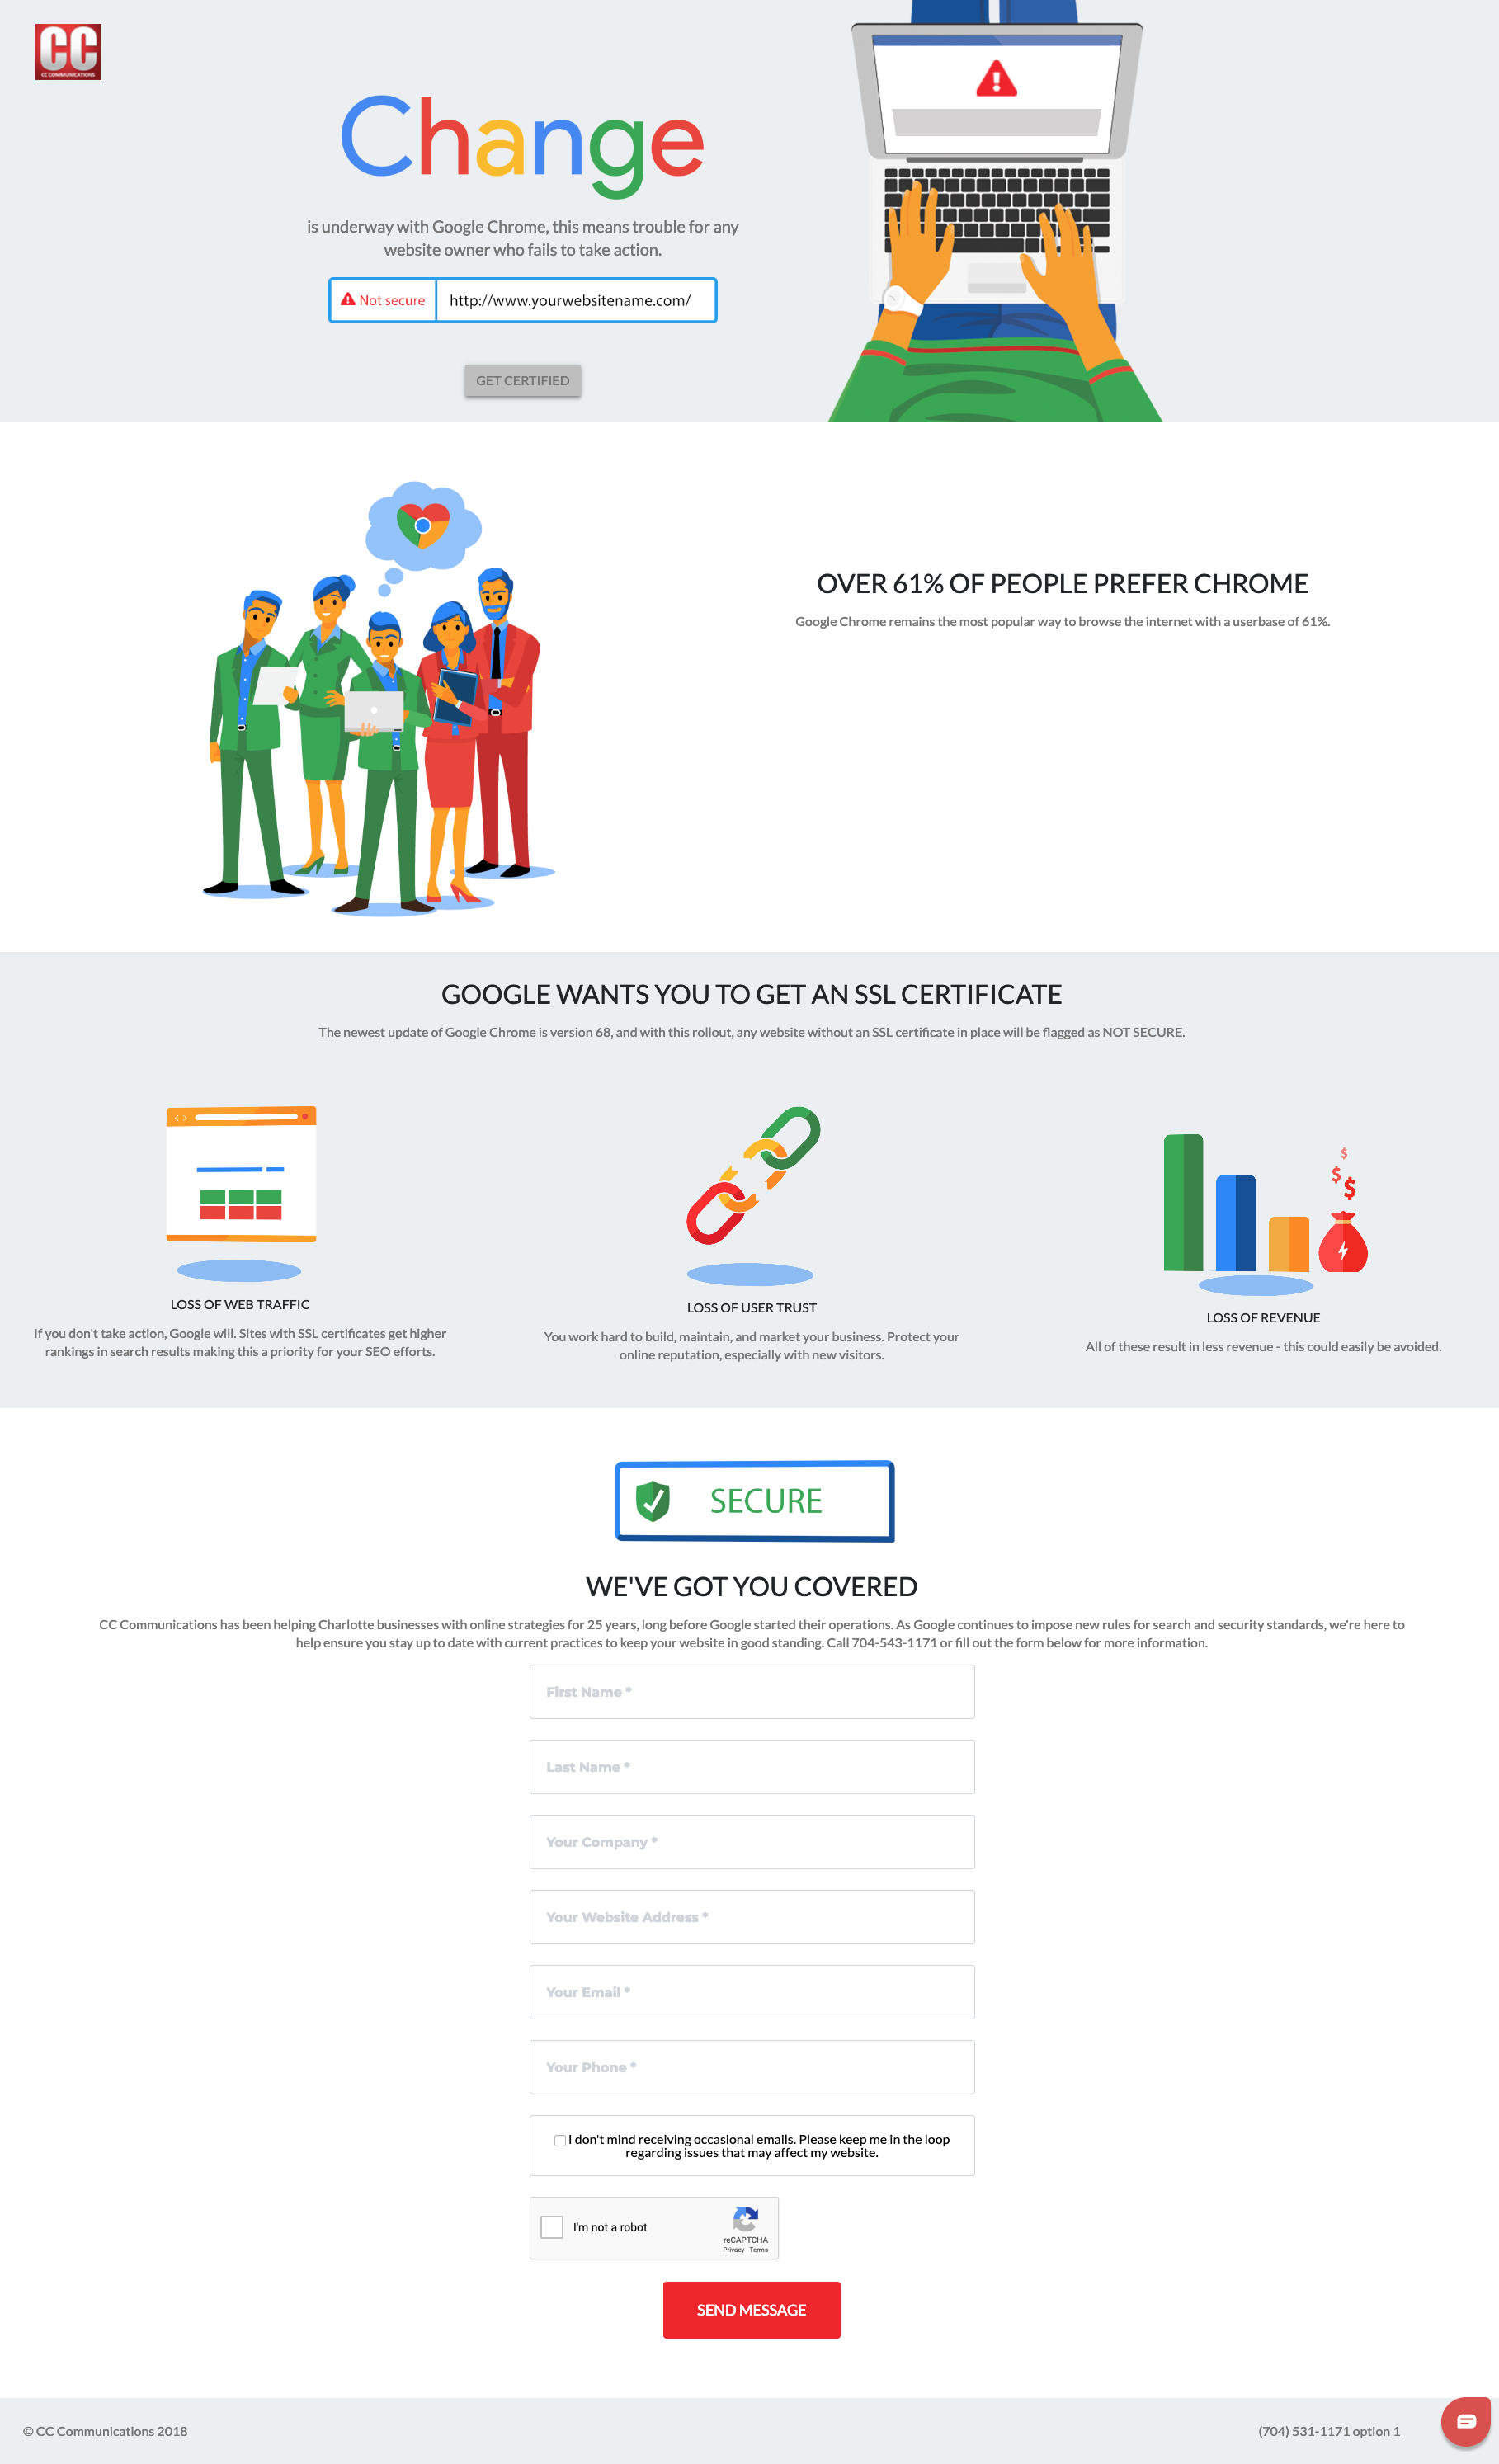 CC
CC COMMUNICATIONS
Change
is underway with Google Chrome, this means trouble for any
website owner who fails to take action.
Not secure
http://www.yourwebsitename.com/
GET CERTIFIED
OVER 61% OF PEOPLE PREFER CHROME
Google Chrome remains the most popular way to browse the internet with a userbase of 61%.
GOOGLE WANTS YOU TO GET AN SSL CERTIFICATE
The newest update of Google Chrome is version 68, and with this rollout, any website without an SSL certificate in place will be flagged as NOT SECURE.
LOSS OF WEB TRAFFIC
If you don't take action, Google will. Sites with SSL certificates get higher
rankings in search results making this a priority for your SEO efforts.
LOSS OF USER TRUST
You work hard to build, maintain, and market your business. Protect your
online reputation, especially with new visitors.
$
$
$
LOSS OF REVENUE
All of these result in less revenue - this could easily be avoided.
SECURE
WE'VE GOT YOU COVERED
CC Communications has been helping Charlotte businesses with online strategies for 25 years, long before Google started their operations. As Google continues to impose new rules for search and security standards, we're here to
help ensure you stay up to date with current practices to keep your website in good standing. Call 704-543-1171 or fill out the form below for more information.
First Name *
Last Name *
Your Company *
Your Website Address *
Your Email *
Your Phone *
I don't mind receiving occasional emails. Please keep me in the loop
regarding issues that may affect my website.
I'm not a robot
reCAPTCHA
Privacy - Terms
SEND MESSAGE
© CC Communications 2018
(704) 531-1171 option 1